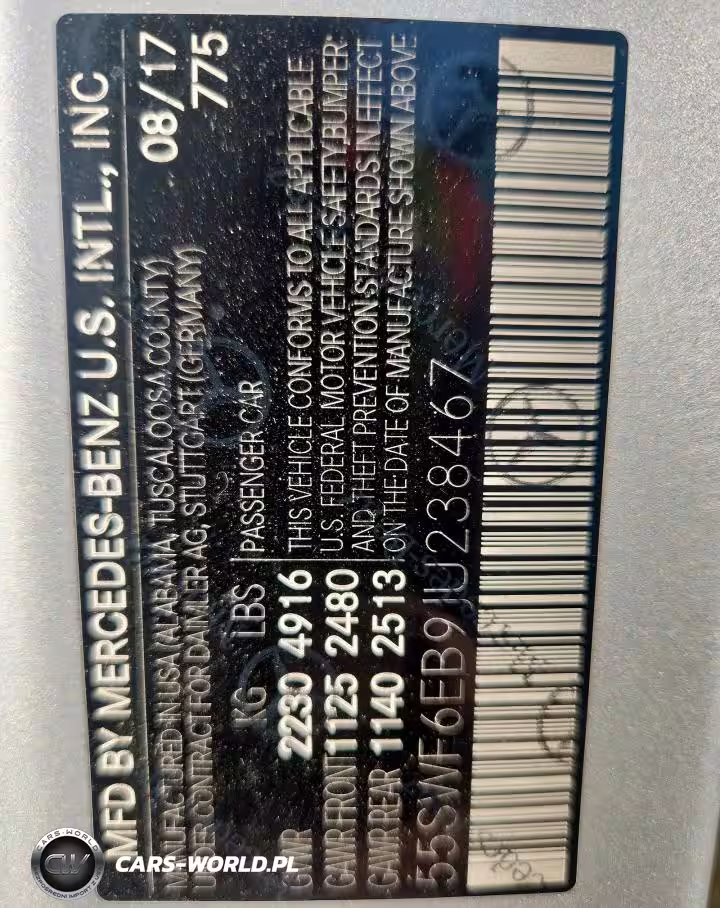 MFD BY MERCEDES-BENZ U.S. INTL., INC
MANUFACTURED IN USA (ALABAMA, TUSCALOOSA COUNTY) 08/17
UNDER CONTRACT FOR DAIMLER AG, STUTTGART (GERMANY) 775
KG LBS PASSENGER CAR
GVWR 2230 4916 THIS VEHICLE CONFORMS TO ALL APPLICABLE
GAWR FRONT 1125 2480 U.S. FEDERAL MOTOR VEHICLE SAFETY, BUMPER,
GAWR REAR 1140 2513 AND THEFT PREVENTION STANDARDS IN EFFECT
ON THE DATE OF MANUFACTURE SHOWN ABOVE
55SWF6EB9JU238467
CARS-WORLD
CARS-WORLD.PL